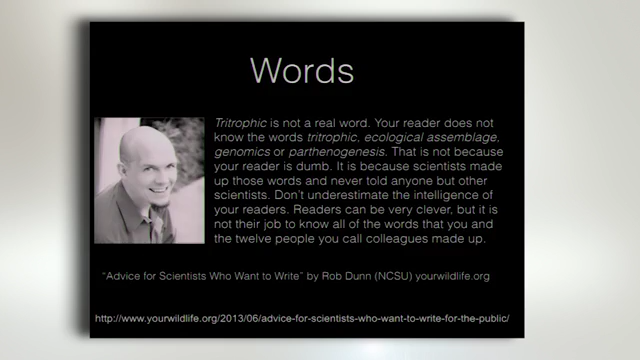 Words
Tritrophic is not a real word. Your reader does not
know the words tritrophic, ecological assemblage,
genomics or parthenogenesis. That is not because
your reader is dumb. It is because scientists made
up those words and never told anyone but other
scientists. Don't underestimate the intelligence of
your readers. Readers can be very clever, but it is
not their job to know all of the words that you and
the twelve people you call colleagues made up.
“Advice for Scientists Who Want to Write” by Rob Dunn (NCSU) yourwildlife.org
http://www.yourwildlife.org/2013/06/advice-for-scientists-who-want-to-write-for-the-public/